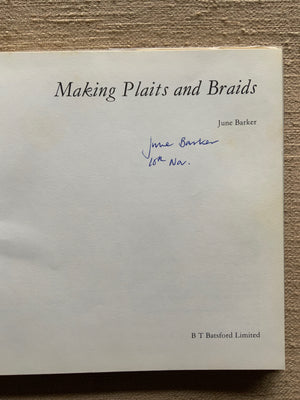 Making Plaits and Braids
June Barker
June Barker
10th Nov.
B T Batsford Limited